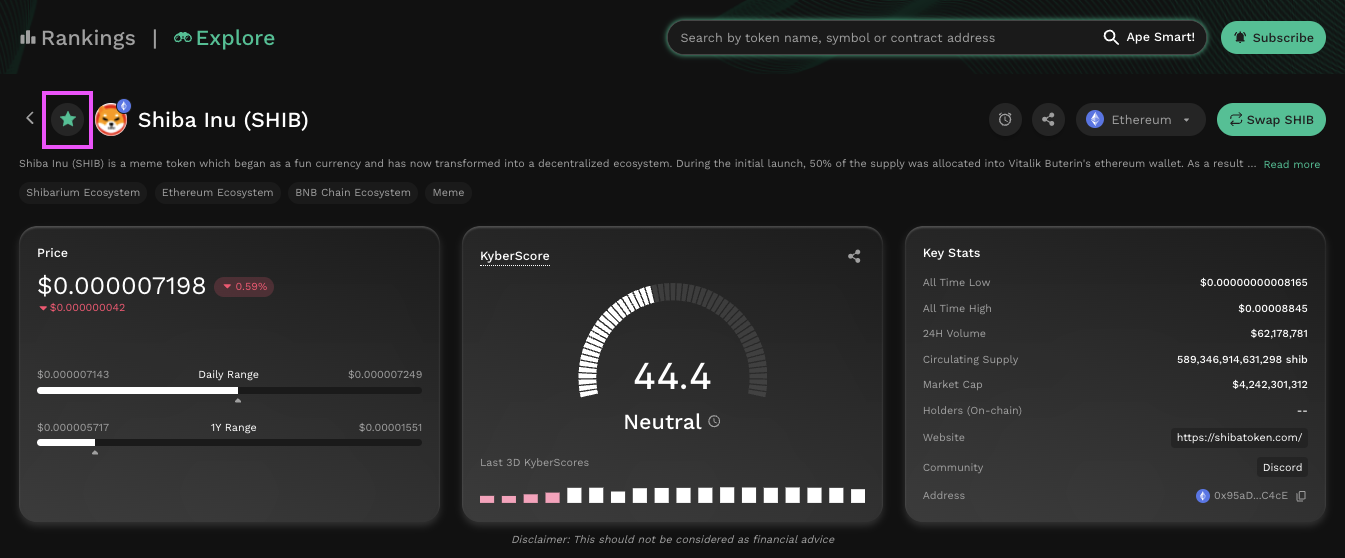 Rankings | Explore
Search by token name, symbol or contract address
Ape Smart!
Subscribe
Shiba Inu (SHIB)
Ethereum
Swap SHIB
Shiba Inu (SHIB) is a meme token which began as a fun currency and has now transformed into a decentralized ecosystem. During the initial launch, 50% of the supply was allocated into Vitalik Buterin's ethereum wallet. As a result ... Read more
Shibarium Ecosystem Ethereum Ecosystem BNB Chain Ecosystem Meme
Price
$0.000007198 0.59%
$0.000000042
$0.000007143 Daily Range $0.000007249
$0.000005717 1Y Range $0.00001551
KyberScore
44.4
Neutral
Last 3D KyberScores
Key Stats
All Time Low $0.00000000008165
All Time High $0.00008845
24H Volume $62,178,781
Circulating Supply 589,346,914,631,298 shib
Market Cap $4,242,301,312
Holders (On-chain) --
Website https://shibatoken.com/
Community Discord
Address 0x95aD...C4cE
Disclaimer: This should not be considered as financial advice